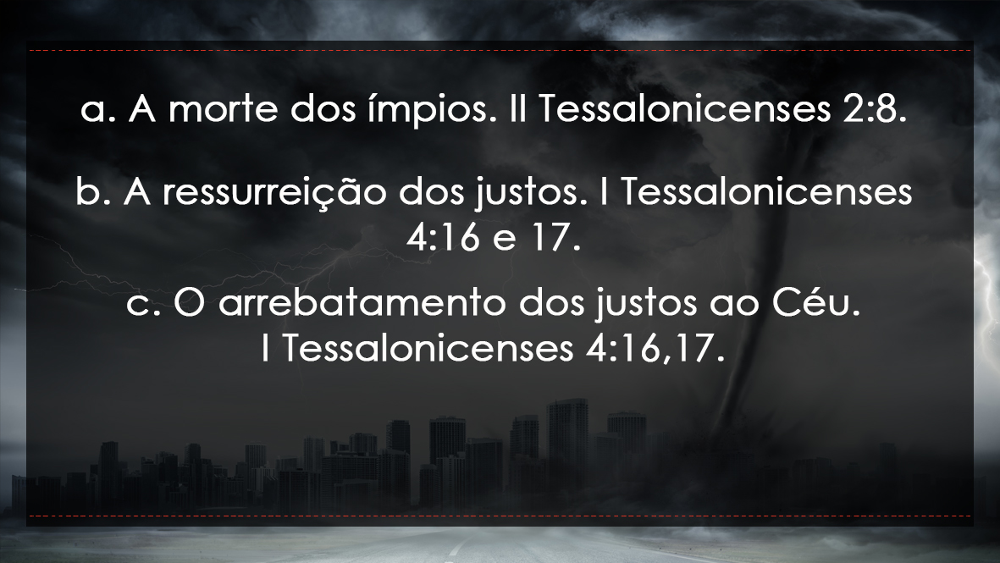 a. A morte dos ímpios. II Tessalonicenses 2:8.
b. A ressurreição dos justos. I Tessalonicenses
4:16 e 17.
c. O arrebatamento dos justos ao Céu.
I Tessalonicenses 4:16,17.